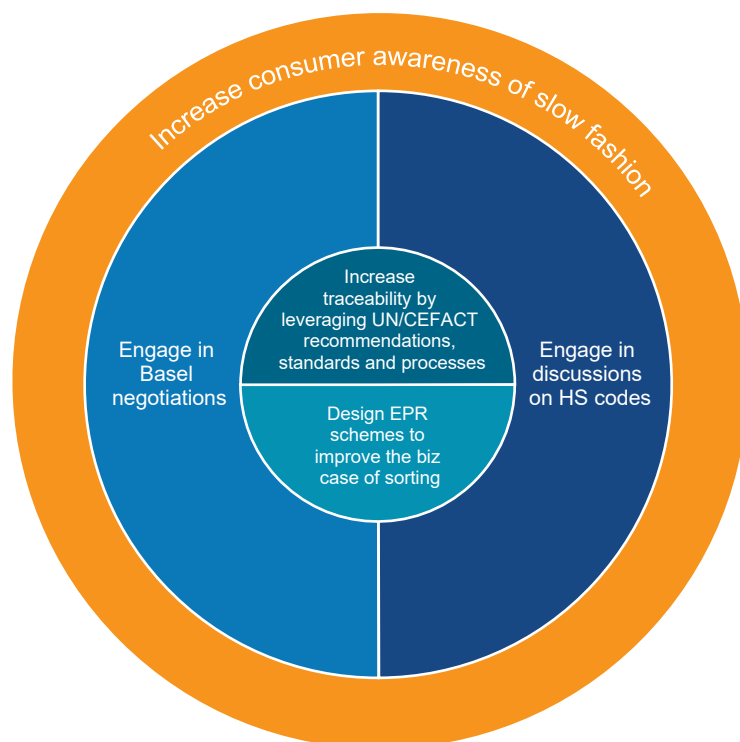 Increase consumer awareness of slow fashion
Increase
traceability by
leveraging UN/CEFACT
recommendations,
standards and processes
Engage in
Basel
negotiations
Engage in
discussions
on HS codes
Design EPR
schemes to
improve the biz
case of sorting